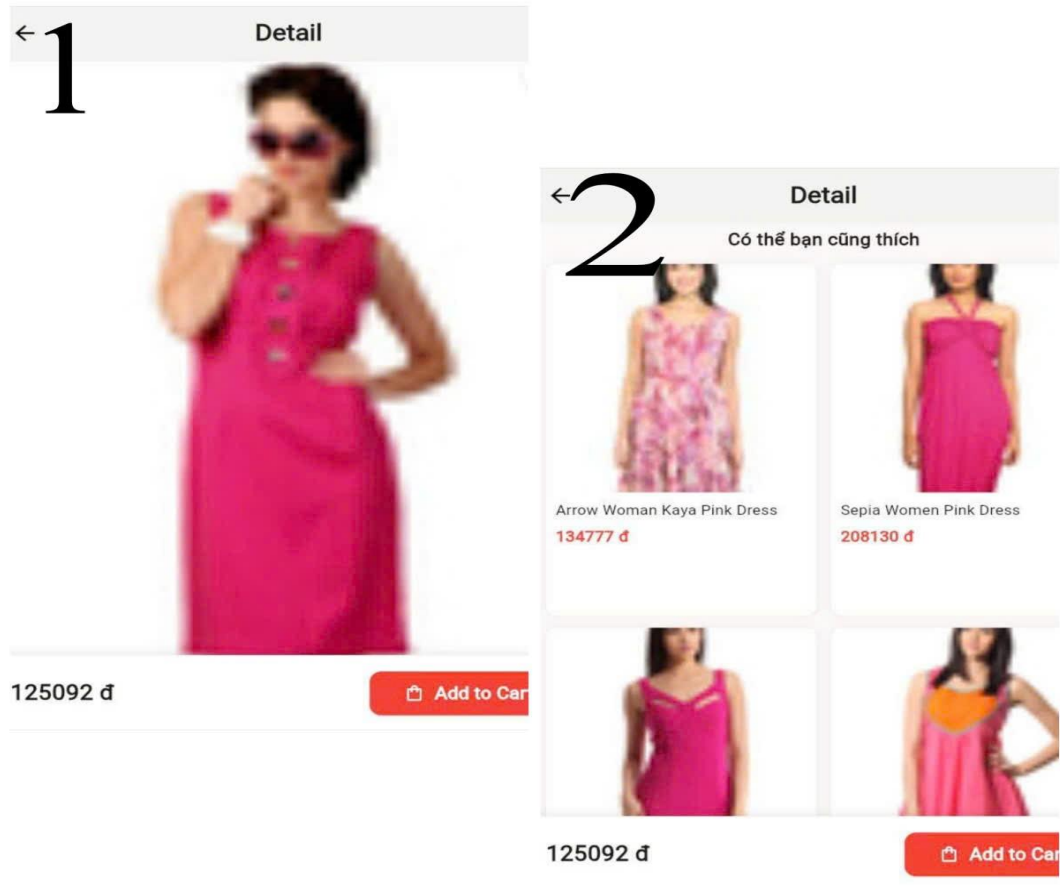 1
Detail
125092 đ
Add to Car
2
Detail
Có thể bạn cũng thích
Arrow Woman Kaya Pink Dress
134777 đ
Sepia Women Pink Dress
208130 đ
125092 đ
Add to Car